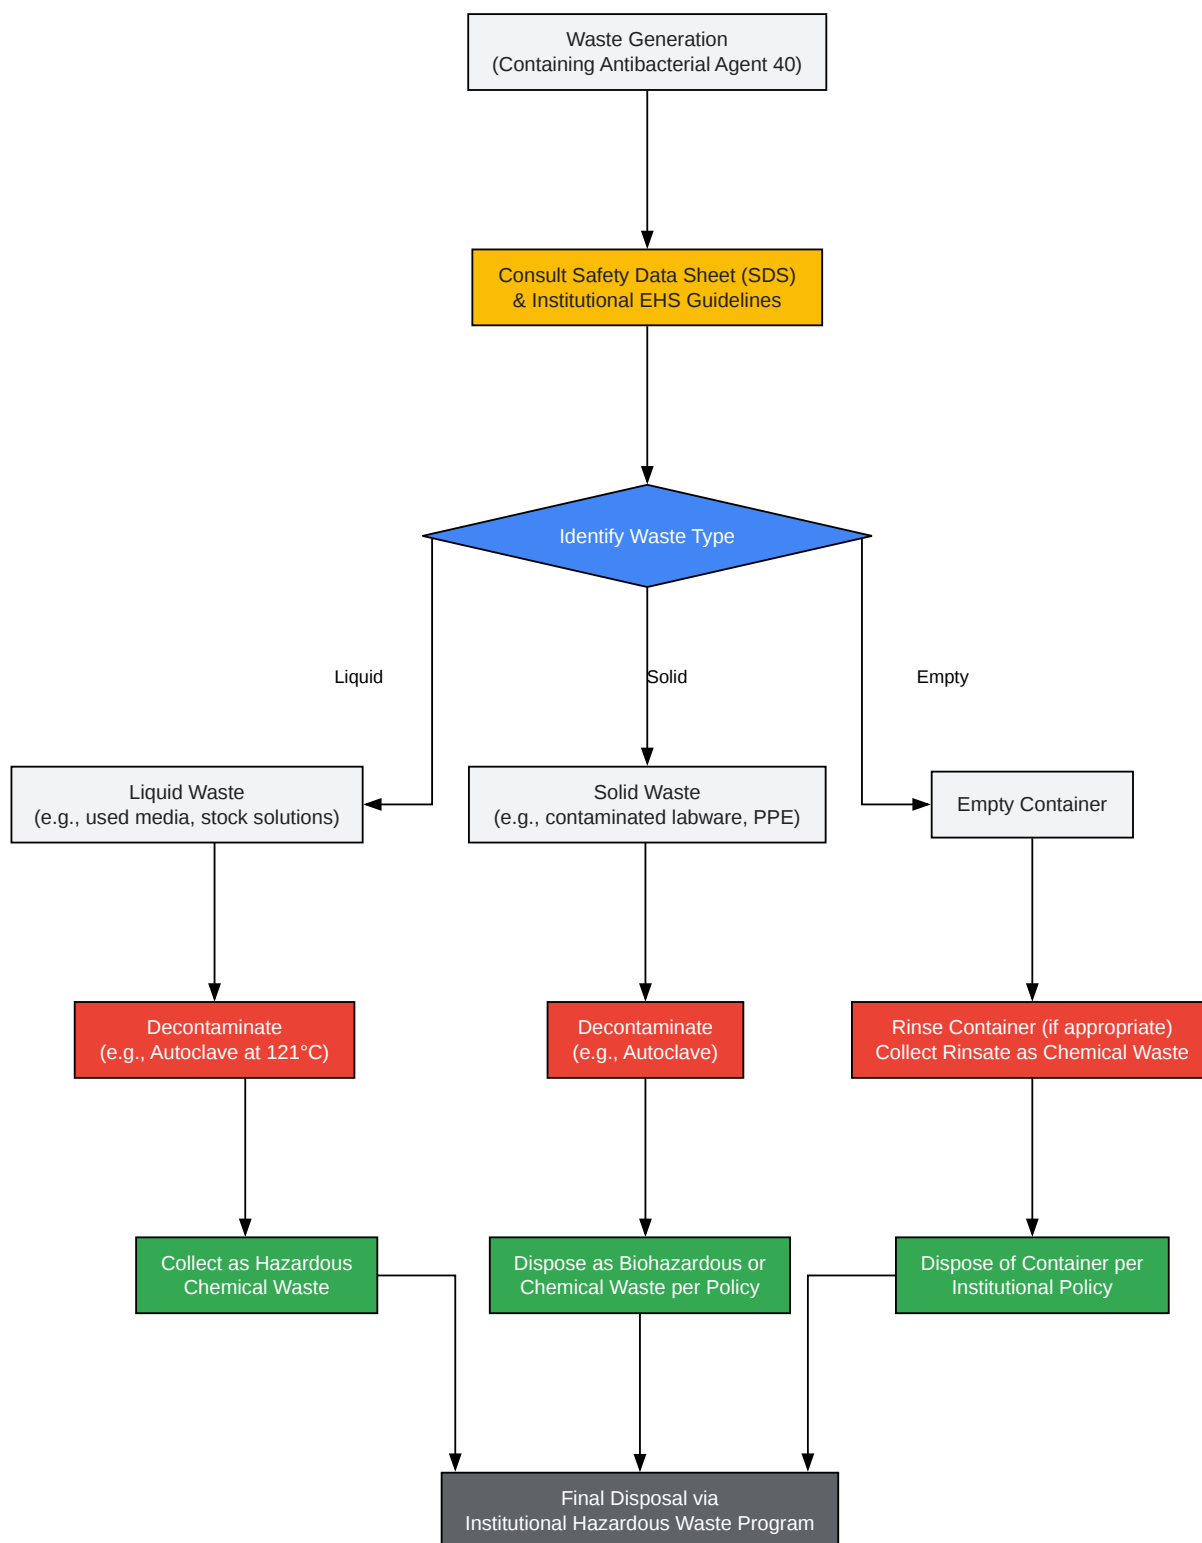 Waste Generation
(Containing Antibacterial Agent 40)
Consult Safety Data Sheet (SDS)
& Institutional EHS Guidelines
Identify Waste Type
Liquid
Solid
Empty
Liquid Waste
(e.g., used media, stock solutions)
Solid Waste
(e.g., contaminated labware, PPE)
Empty Container
Decontaminate
(e.g., Autoclave at 121°C)
Decontaminate
(e.g., Autoclave)
Rinse Container (if appropriate)
Collect Rinsate as Chemical Waste
Collect as Hazardous
Chemical Waste
Dispose as Biohazardous or
Chemical Waste per Policy
Dispose of Container per
Institutional Policy
Final Disposal via
Institutional Hazardous Waste Program